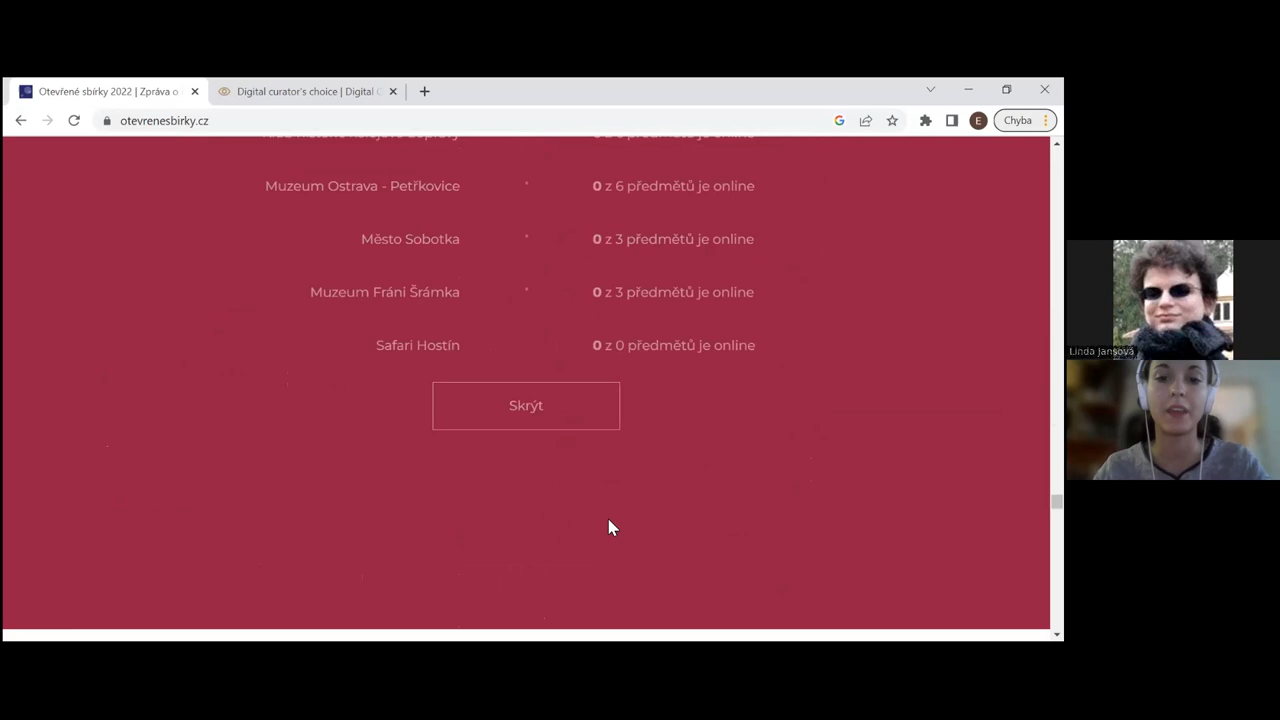 Otevřené sbírky 2022 | Zpráva o
Digital curator's choice | Digital
otevrenesbirky.cz
E
Chyba
Muzeum Ostrava - Petřkovice
0 z 6 předmětů je online
Město Sobotka
0 z 3 předmětů je online
Muzeum Fráni Šrámka
0 z 3 předmětů je online
Safari Hostín
0 z 0 předmětů je online
Skrýt
Linda Jansová